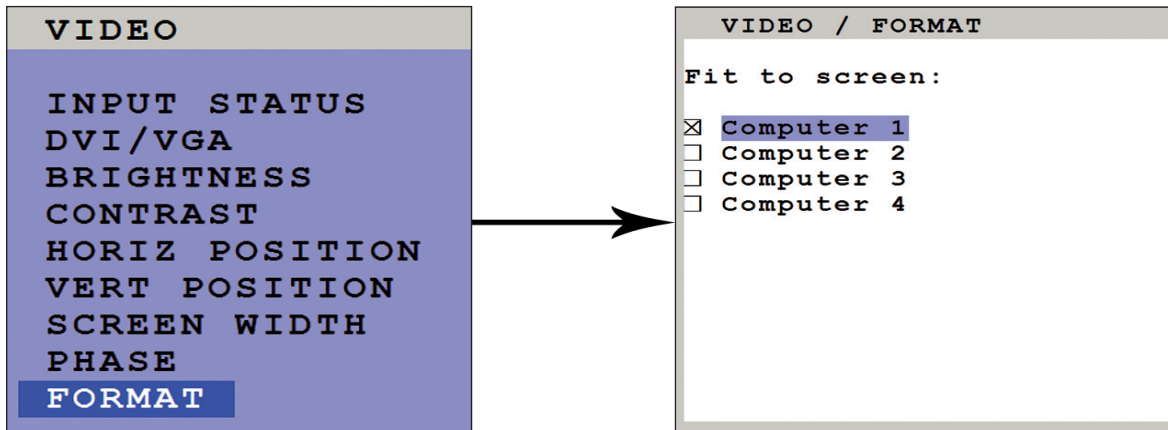 VIDEO
INPUT STATUS
DVI/VGA
BRIGHTNESS
CONTRAST
HORIZ POSITION
VERT POSITION
SCREEN WIDTH
PHASE
FORMAT
VIDEO / FORMAT
Fit to screen:
☒ Computer 1
☐ Computer 2
☐ Computer 3
☐ Computer 4